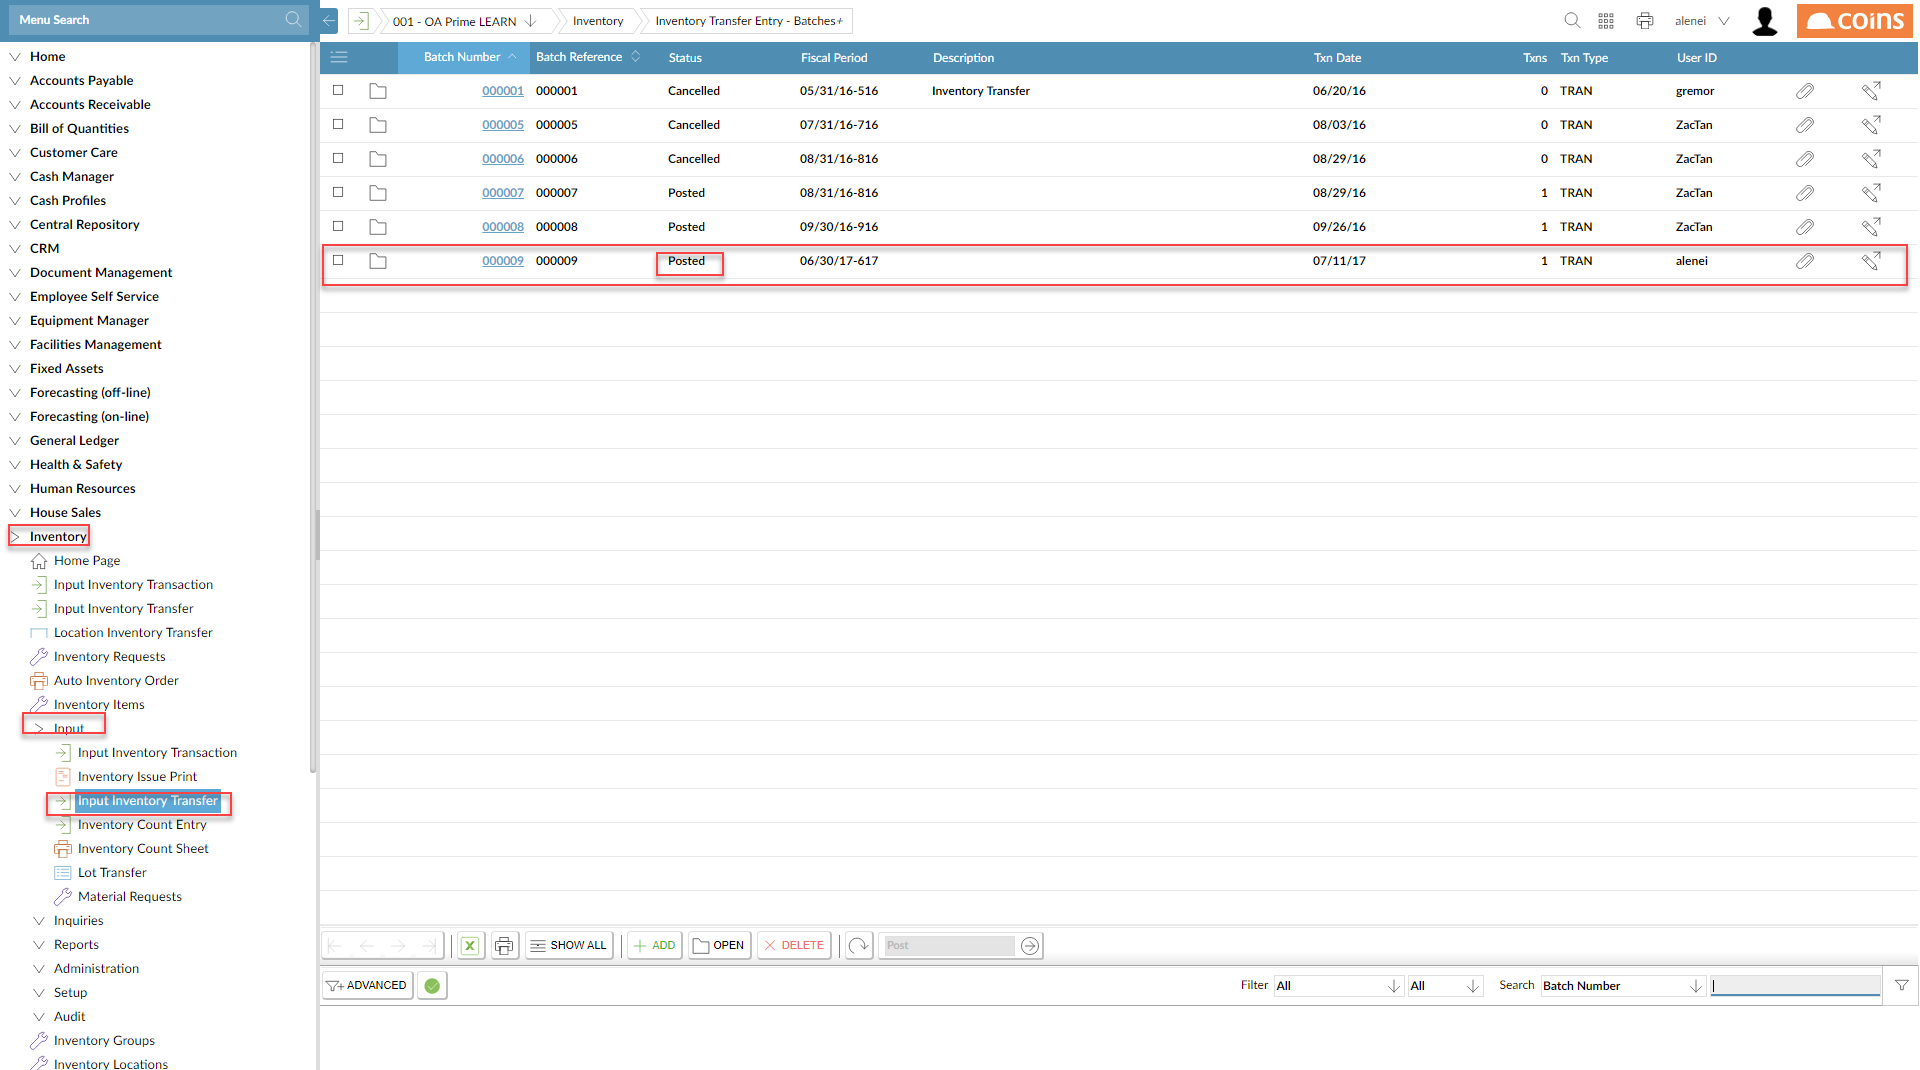 Menu Search
001 - OA Prime LEARN
Inventory
Inventory Transfer Entry - Batches+
alenei
coins
Home
Accounts Payable
Accounts Receivable
Bill of Quantities
Customer Care
Cash Manager
Cash Profiles
Central Repository
CRM
Document Management
Employee Self Service
Equipment Manager
Facilities Management
Fixed Assets
Forecasting (off-line)
Forecasting (on-line)
General Ledger
Health & Safety
Human Resources
House Sales
Inventory
Home Page
Input Inventory Transaction
Input Inventory Transfer
Location Inventory Transfer
Inventory Requests
Auto Inventory Order
Inventory Items
Input
Input Inventory Transaction
Inventory Issue Print
Input Inventory Transfer
Inventory Count Entry
Inventory Count Sheet
Lot Transfer
Material Requests
Inquiries
Reports
Administration
Setup
Audit
Inventory Groups
Inventory Locations
Batch Number Batch Reference Status Fiscal Period Description Txn Date Txns Txn Type User ID
000001 000001 Cancelled 05/31/16-516 Inventory Transfer 06/20/16 0 TRAN gremor
000005 000005 Cancelled 07/31/16-716 08/03/16 0 TRAN ZacTan
000006 000006 Cancelled 08/31/16-816 08/29/16 0 TRAN ZacTan
000007 000007 Posted 08/31/16-816 08/29/16 1 TRAN ZacTan
000008 000008 Posted 09/30/16-916 09/26/16 1 TRAN ZacTan
000009 000009 Posted 06/30/17-617 07/11/17 1 TRAN alenei
SHOW ALL ADD OPEN DELETE Post
ADVANCED Filter All All Search Batch Number